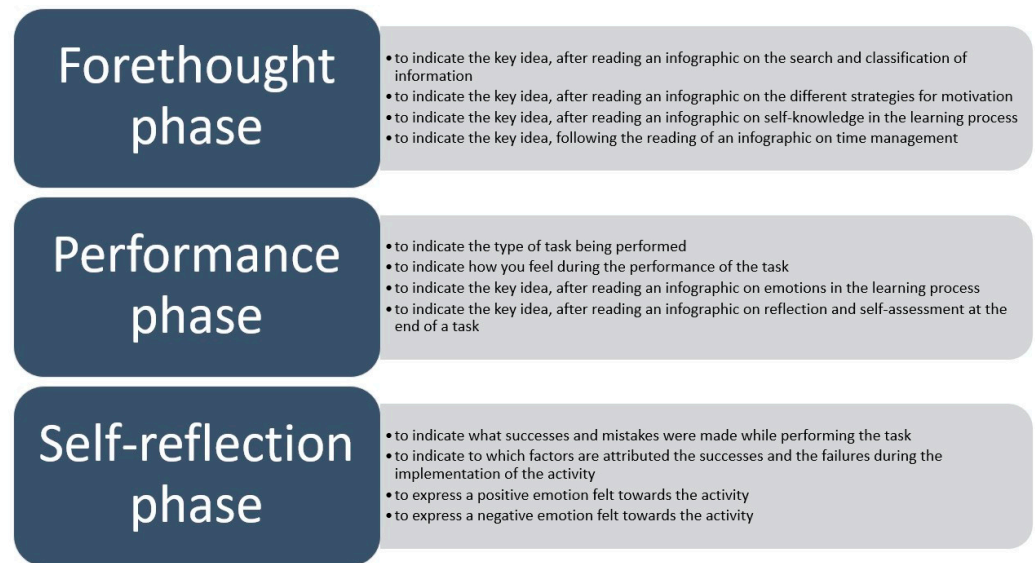 Forethought
phase
• to indicate the key idea, after reading an infographic on the search and classification of
information
• to indicate the key idea, after reading an infographic on the different strategies for motivation
• to indicate the key idea, after reading an infographic on self-knowledge in the learning process
• to indicate the key idea, following the reading of an infographic on time management
Performance
phase
• to indicate the type of task being performed
• to indicate how you feel during the performance of the task
• to indicate the key idea, after reading an infographic on emotions in the learning process
• to indicate the key idea, after reading an infographic on reflection and self-assessment at the
end of a task
Self-reflection
phase
• to indicate what successes and mistakes were made while performing the task
• to indicate to which factors are attributed the successes and the failures during the
implementation of the activity
• to express a positive emotion felt towards the activity
• to express a negative emotion felt towards the activity